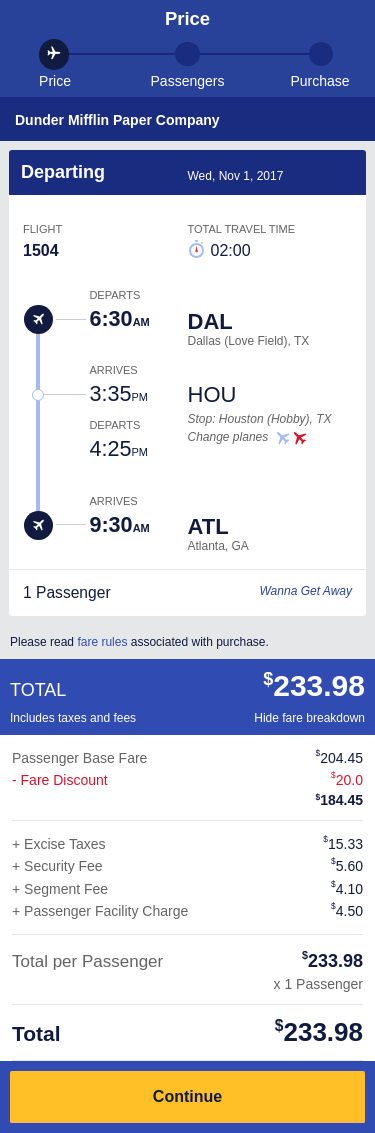 Price
Price Passengers Purchase
Dunder Mifflin Paper Company
Departing Wed, Nov 1, 2017
FLIGHT TOTAL TRAVEL TIME
1504 02:00
DEPARTS
6:30AM DAL
Dallas (Love Field), TX
ARRIVES
3:35PM HOU
Stop: Houston (Hobby), TX
DEPARTS
Change planes
4:25PM
ARRIVES
9:30AM ATL
Atlanta, GA
1 Passenger Wanna Get Away
Please read fare rules associated with purchase.
TOTAL $233.98
Includes taxes and fees Hide fare breakdown
Passenger Base Fare $204.45
- Fare Discount $20.0
$184.45
+ Excise Taxes $15.33
+ Security Fee $5.60
+ Segment Fee $4.10
+ Passenger Facility Charge $4.50
Total per Passenger $233.98
x 1 Passenger
Total $233.98
Continue